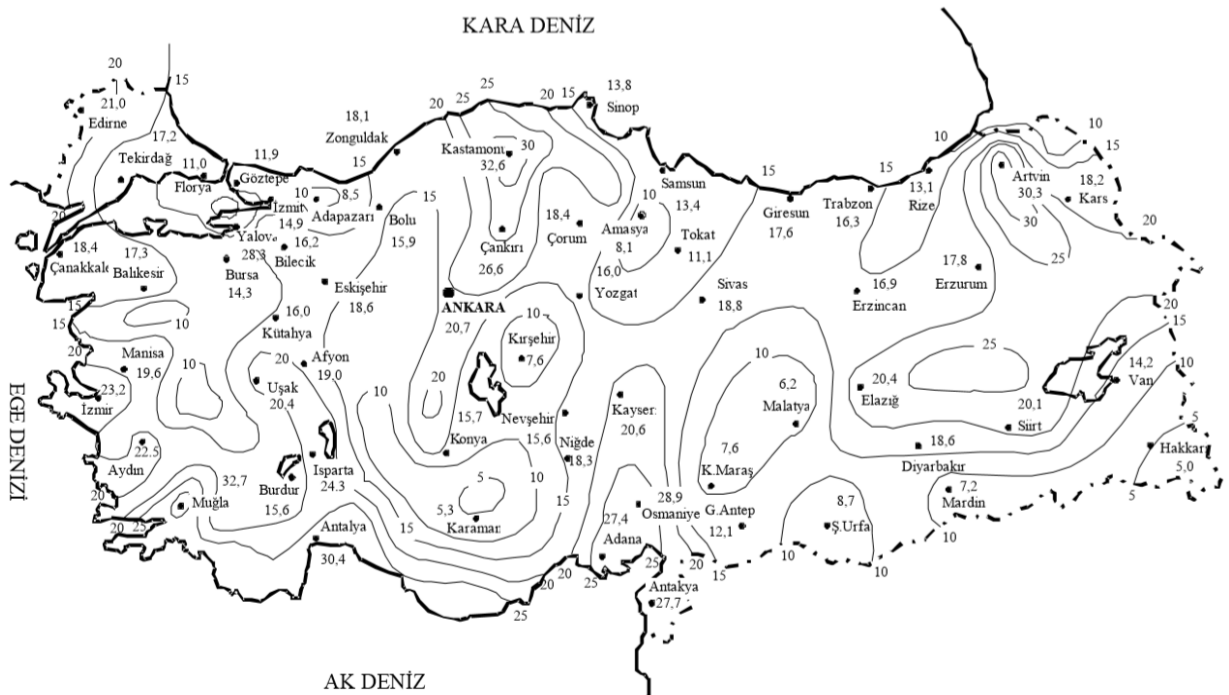 KARA DENİZ
20
15
21,0
Edirne
17,2
Tekirdağ
11,0
Florya
11,9
Göztepe
18,1
Zonguldak
15
20
25
25
20
25
13,8
Sinop
Kastamonu
32,6
30
İzmit
14,9
8,5
Adapazarı
10
15
Bolu
15,9
Samsun
13,4
15
Giresun
17,6
15
Trabzon
16,3
10
13,1
Rize
Artvin
30,3
10
15
18,2
Kars
20
20
18,4
Çanakkale
17,3
Balıkesir
Yalova
28,3
Bursa
14,3
16,2
Bilecik
Eskişehir
18,6
Çankırı
26,6
18,4
Çorum
10
Amasya
8,1
Tokat
11,1
16,0
Yozgat
Sivas
18,8
16,9
Erzincan
17,8
Erzurum
25
20
15
ANKARA
20,7
15
15
10
16,0
Kütahya
20
Manisa
19,6
23,2
İzmir
10
20
Afyon
19,0
Uşak
20,4
10
Kırşehir
7,6
10
20
15,7
Konya
Nevşehir
15,6
Niğde
18,3
Kayseri
20,6
10
6,2
Malatya
7,6
K.Maraş
25
20,4
Elazığ
20,1
Siirt
18,6
Diyarbakır
14,2
Van
10
5
Hakkari
5,0
5
EGE DENİZİ
22.5
Aydın
20
32,7
Muğla
20
25
Burdur
15,6
Isparta
24.3
Antalya
30,4
15
10
15
5
5,3
Karaman
28,9
Osmaniye
27,4
Adana
G.Antep
12,1
8,7
Ş.Urfa
7,2
Mardin
10
20
20
25
25
25
20
15
10
10
Antakya
27,7
AK DENİZ